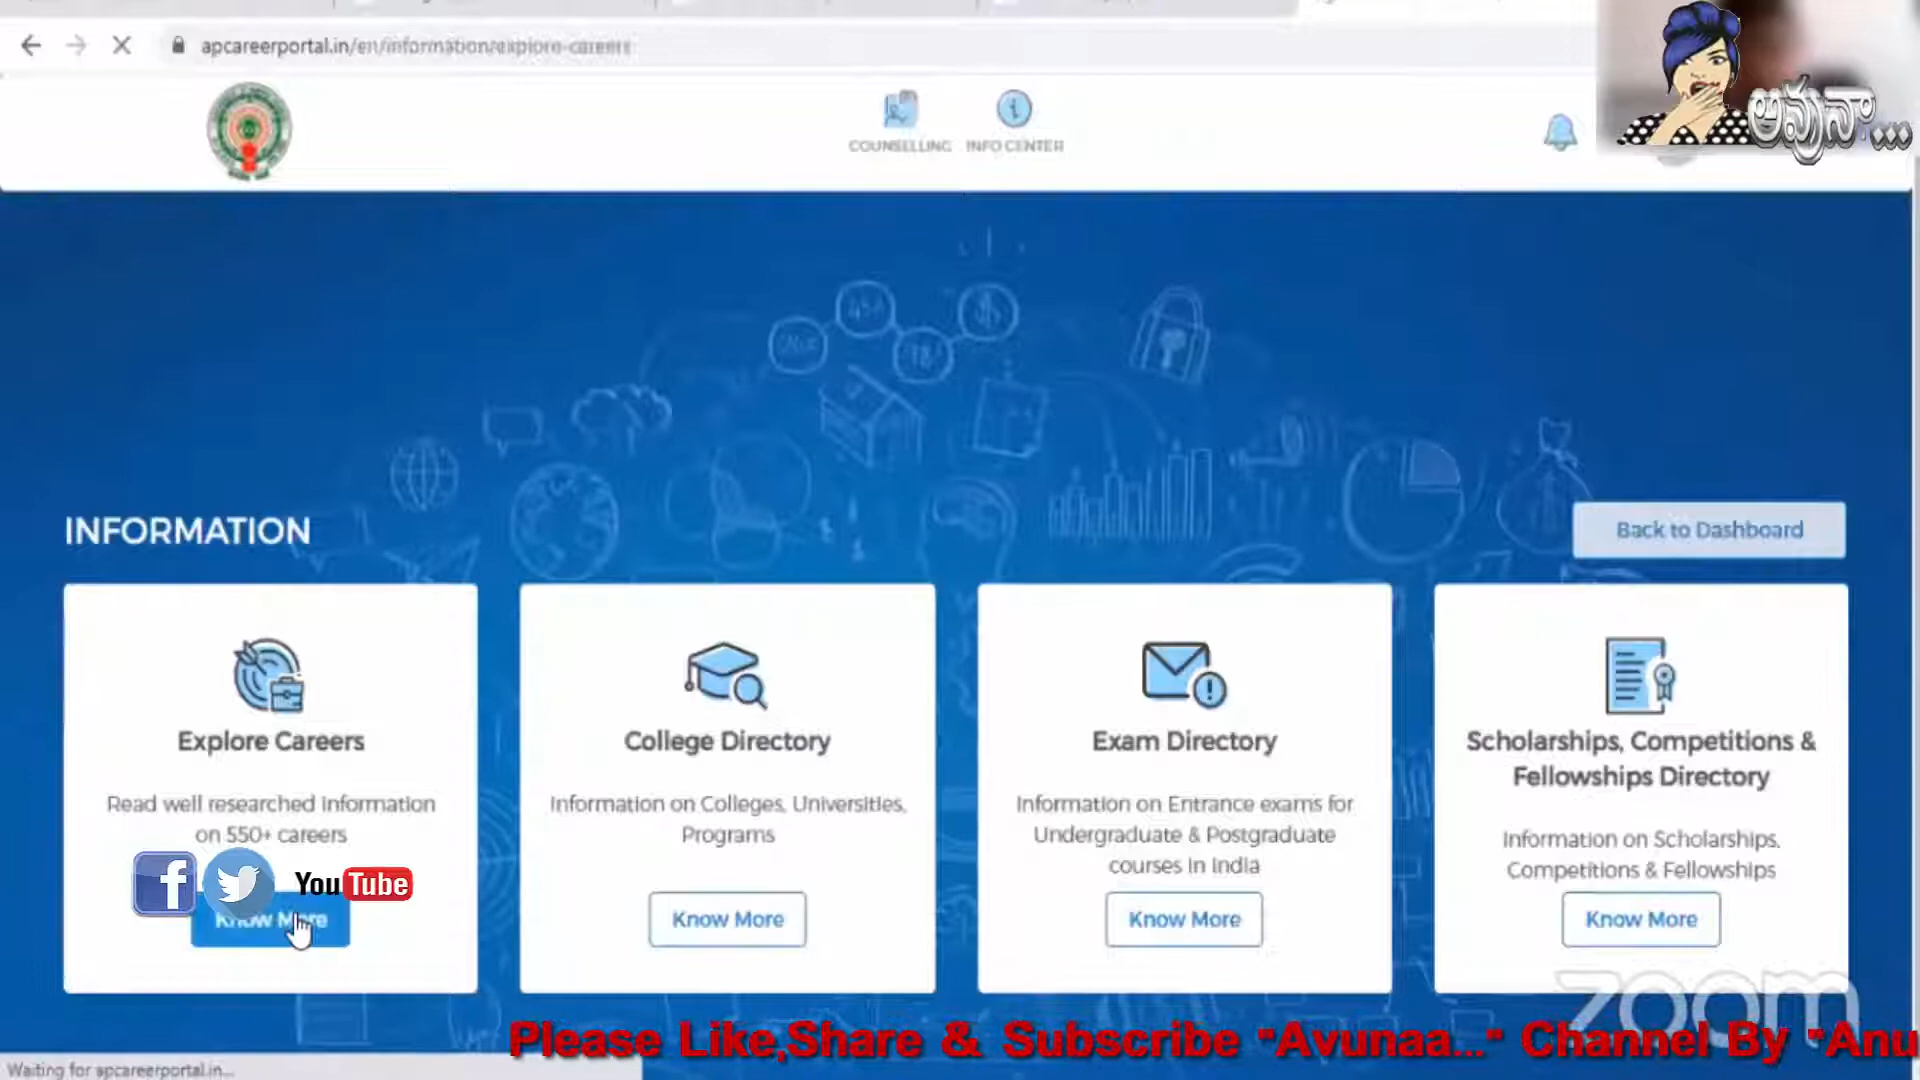 apcareerportal.in/en/information/explore-careers
అవునా...
COUNSELLING
INFO CENTER
INFORMATION
Back to Dashboard
Explore Careers
Read well researched information
on 550+ careers
Know More
College Directory
Information on Colleges, Universities,
Programs
Know More
Exam Directory
Information on Entrance exams for
Undergraduate & Postgraduate
courses in India
Know More
Scholarships, Competitions &
Fellowships Directory
Information on Scholarships,
Competitions & Fellowships
Know More
YouTube
zoom
Please Like,Share & Subscribe "Avunaa..." Channel By "Anu
Waiting for apcareerportal.in...